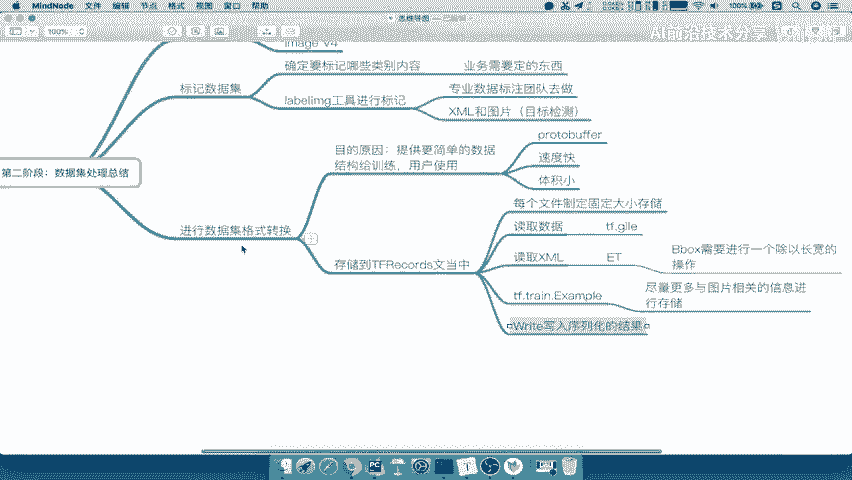 MindNode 文件 编辑 节点 格式 视图 窗口 帮助
100%
思维导图 — 已编辑
100%
AI前沿技术分享
image V4
标记数据集
确定要标记哪些类别内容
业务需要定的东西
labelimg工具进行标记
专业数据标注团队去做
XML和图片（目标检测）
第二阶段：数据集处理总结
目的原因：提供更简单的数据
结构给训练，用户使用
protobuffer
速度快
体积小
进行数据集格式转换
存储到TFRecords文当中
每个文件制定固定大小存储
读取数据
tf.gile
读取XML
ET
Bbox需要进行一个除以长宽的
操作
tf.train.Example
尽量更多与图片相关的信息进
行存储
Write写入序列化的结果